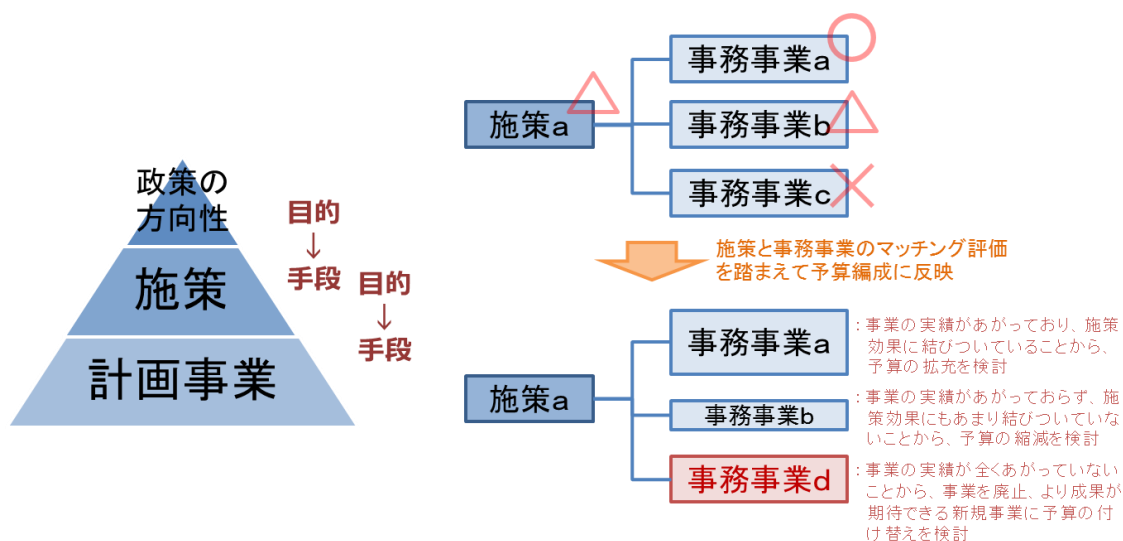 政策の
方向性
施策
計画事業
目的
↓
手段
目的
↓
手段
施策a
事務事業a
事務事業b
事務事業c
施策と事務事業のマッチング評価
を踏まえて予算編成に反映
施策a
事務事業a
：事業の実績があがっており、施策
効果に結びついていることから、
予算の拡充を検討
事務事業b
：事業の実績があがっておらず、施
策効果にもあまり結びついていな
いことから、予算の縮減を検討
事務事業d
：事業の実績が全くあがっていない
ことから、事業を廃止、より成果が
期待できる新規事業に予算の付
け替えを検討